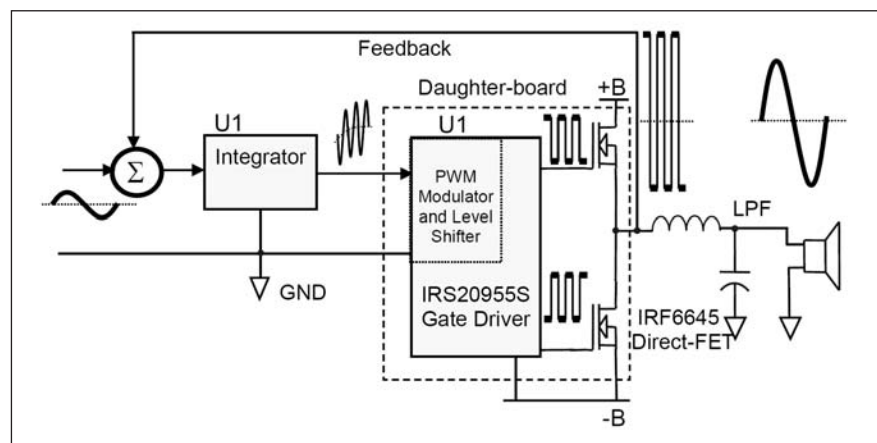 Feedback
Daughter-board
+B
U1
U1
Integrator
Σ
PWM
Modulator
and Level
Shifter
LPF
GND
IRS20955S
Gate Driver
IRF6645
Direct-FET
-B